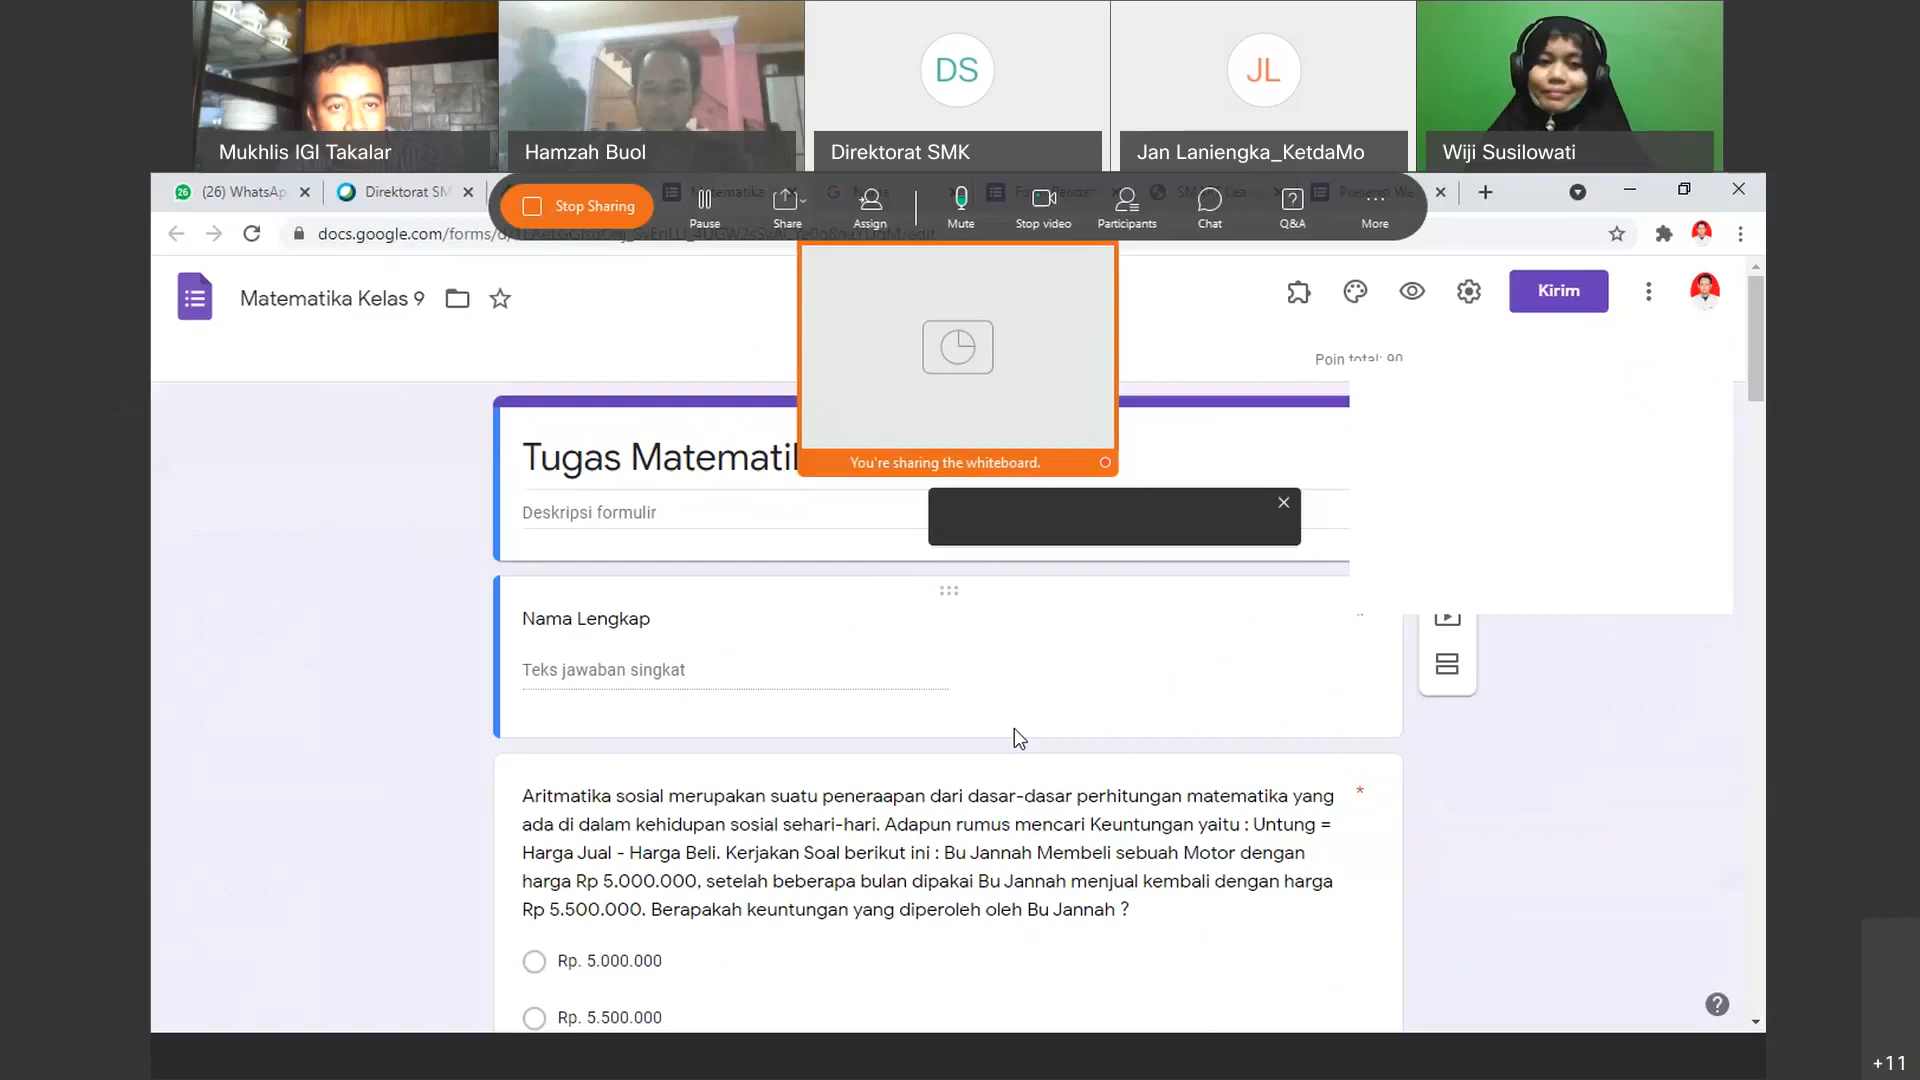 DS
JL
Mukhlis IGI Takalar
Hamzah Buol
Direktorat SMK
Jan Laniengka_KetdaMo
Wiji Susilowati
26
(26) WhatsAp
Direktorat SM
Stop Sharing
Pause
Share
Assign
Mute
Stop video
Participants
Chat
Q&A
More
docs.google.com/forms/d/
Matematika Kelas 9
Kirim
Poin total: 90
Tugas Matemati
You're sharing the whiteboard.
Deskripsi formulir
Nama Lengkap
*
Teks jawaban singkat
Aritmatika sosial merupakan suatu peneraapan dari dasar-dasar perhitungan matematika yang *
ada di dalam kehidupan sosial sehari-hari. Adapun rumus mencari Keuntungan yaitu : Untung =
Harga Jual - Harga Beli. Kerjakan Soal berikut ini : Bu Jannah Membeli sebuah Motor dengan
harga Rp 5.000.000, setelah beberapa bulan dipakai Bu Jannah menjual kembali dengan harga
Rp 5.500.000. Berapakah keuntungan yang diperoleh oleh Bu Jannah ?
Rp. 5.000.000
Rp. 5.500.000
+11